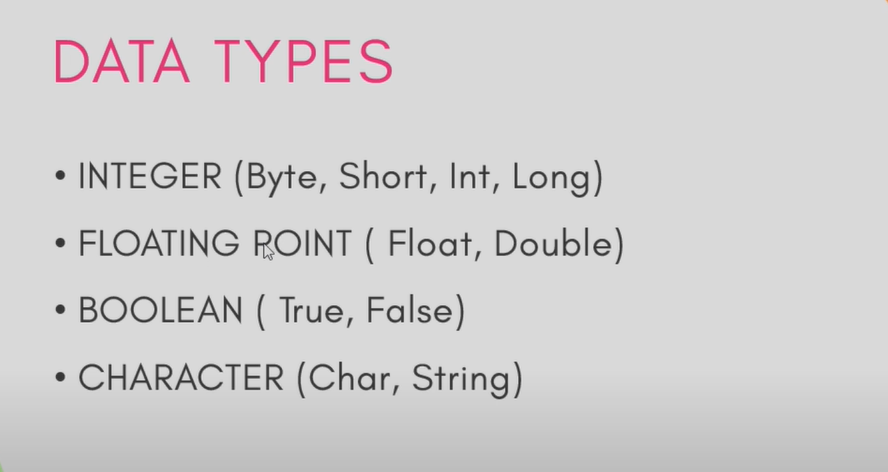 DATA TYPES
• INTEGER (Byte, Short, Int, Long)
• FLOATING POINT ( Float, Double)
• BOOLEAN ( True, False)
• CHARACTER (Char, String)